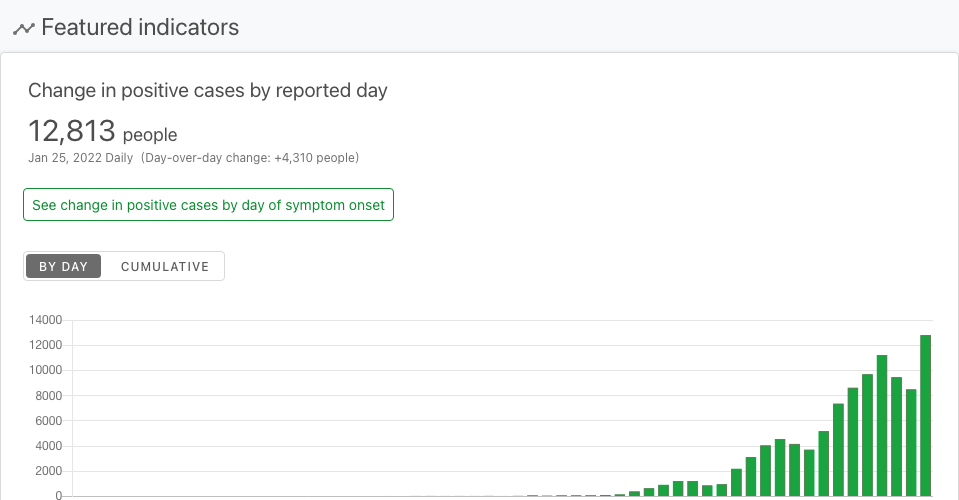 Featured indicators
Change in positive cases by reported day
12,813 people
Jan 25, 2022 Daily (Day-over-day change: +4,310 people)
See change in positive cases by day of symptom onset
BY DAY CUMULATIVE
14000
12000
10000
8000
6000
4000
2000
0